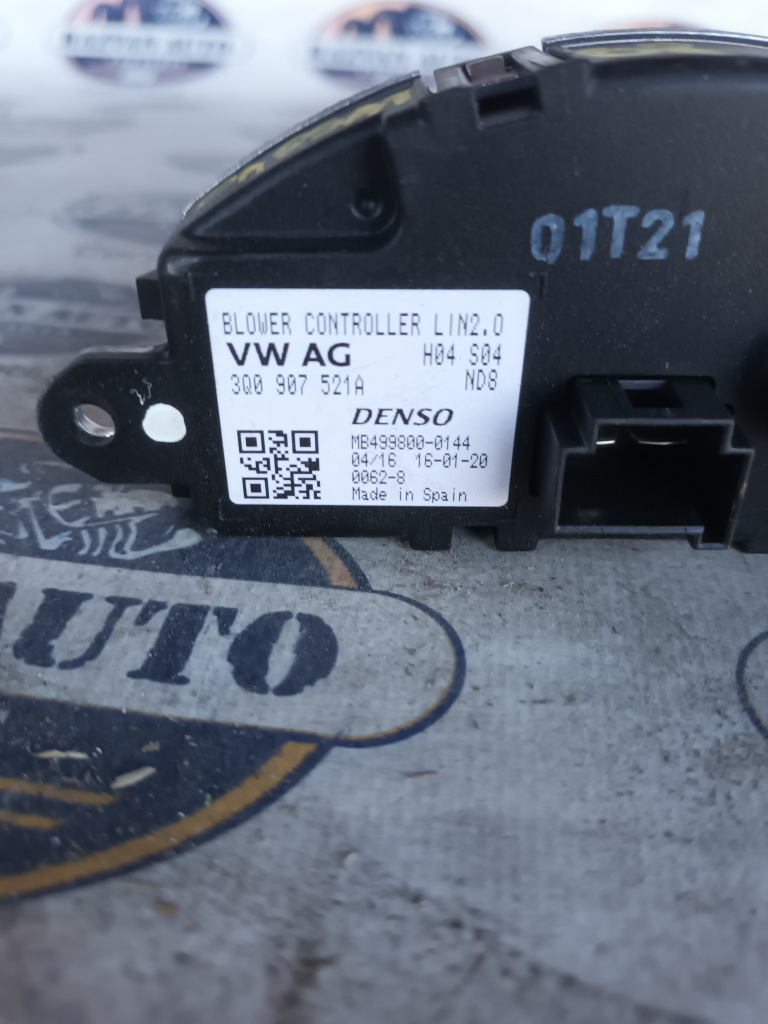 01T21
BLOWER CONTROLLER LIN2.0
VW AG H04 S04
3Q0 907 521A ND8
DENSO
MB499800-0144
04/16 16-01-20
0062-8
Made in Spain
AUTO